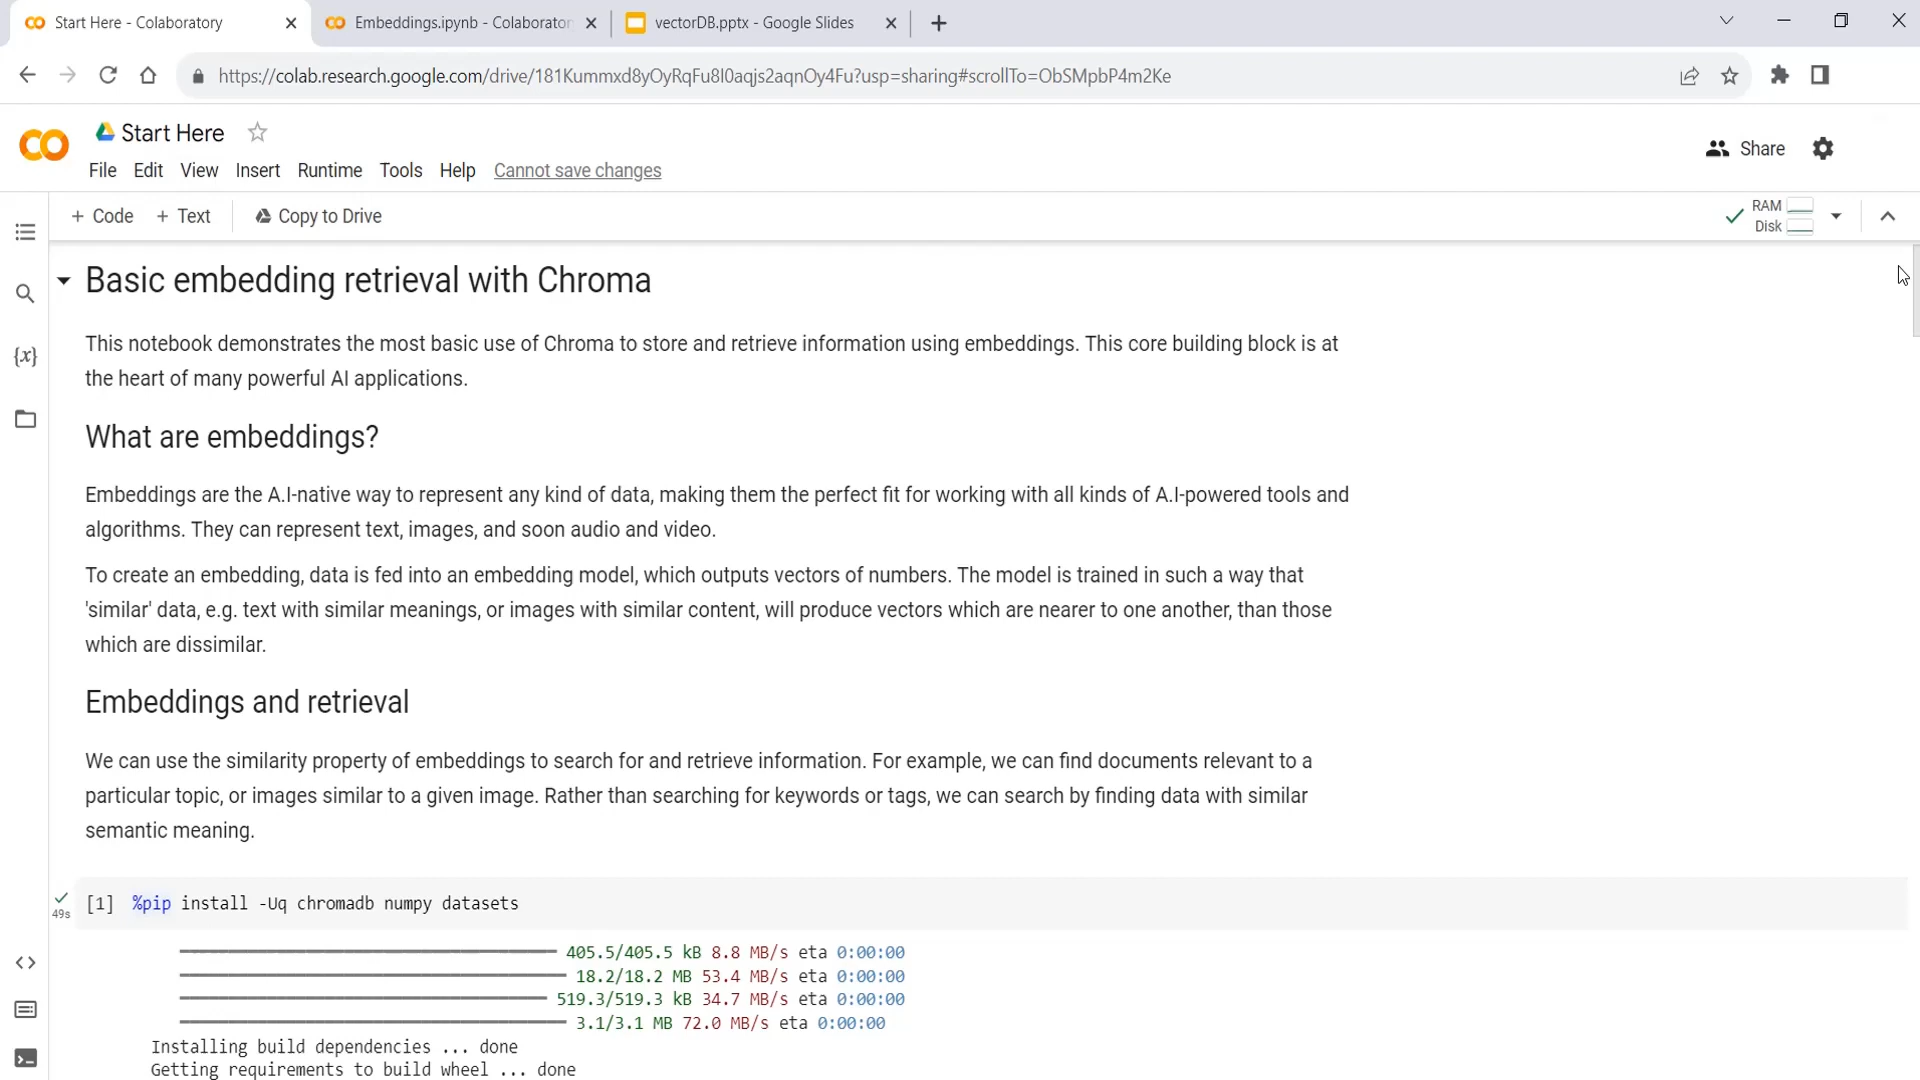 Start Here - Colaboratory
Embeddings.ipynb - Colaborator
vectorDB.pptx - Google Slides
https://colab.research.google.com/drive/181Kummxd8yOyRqFu8I0aqjs2aqnOy4Fu?usp=sharing#scrollTo=ObSMpbP4m2Ke
Start Here
Share
File Edit View Insert Runtime Tools Help Cannot save changes
+ Code + Text Copy to Drive
RAM
Disk
Basic embedding retrieval with Chroma
This notebook demonstrates the most basic use of Chroma to store and retrieve information using embeddings. This core building block is at
the heart of many powerful AI applications.
What are embeddings?
Embeddings are the A.I-native way to represent any kind of data, making them the perfect fit for working with all kinds of A.I-powered tools and
algorithms. They can represent text, images, and soon audio and video.
To create an embedding, data is fed into an embedding model, which outputs vectors of numbers. The model is trained in such a way that
'similar' data, e.g. text with similar meanings, or images with similar content, will produce vectors which are nearer to one another, than those
which are dissimilar.
Embeddings and retrieval
We can use the similarity property of embeddings to search for and retrieve information. For example, we can find documents relevant to a
particular topic, or images similar to a given image. Rather than searching for keywords or tags, we can search by finding data with similar
semantic meaning.
[1] %pip install -Uq chromadb numpy datasets
49s
405.5/405.5 kB 8.8 MB/s eta 0:00:00
18.2/18.2 MB 53.4 MB/s eta 0:00:00
519.3/519.3 kB 34.7 MB/s eta 0:00:00
3.1/3.1 MB 72.0 MB/s eta 0:00:00
Installing build dependencies ... done
Getting requirements to build wheel ... done